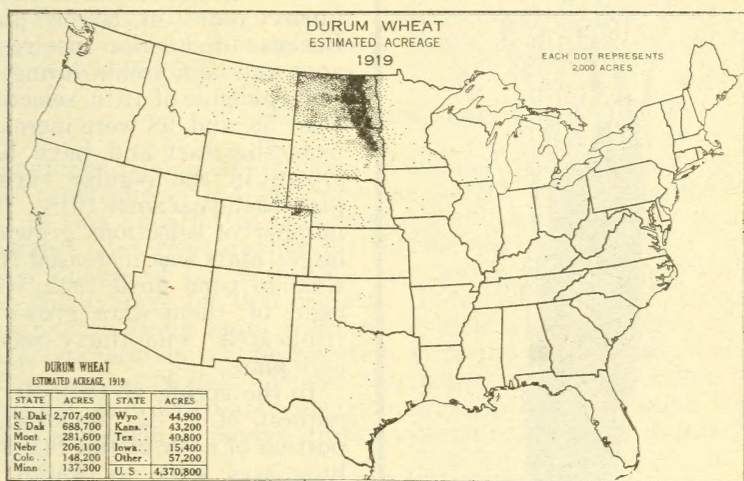 DURUM WHEAT
ESTIMATED ACREAGE
1919
EACH DOT REPRESENTS
2,000 ACRES
DURUM WHEAT
ESTIMATED ACREAGE, 1919
STATE ACRES STATE ACRES
N. Dak 2,707,400 Wyo . 44,900
S. Dak 688,700 Kans. . 43,200
Mont . 281,600 Tex . . 40,800
Nebr . 206,100 Iowa. . 15,400
Colo . . 148,200 Other . 57,200
Minn . 137,300 U. S . . 4,370,800